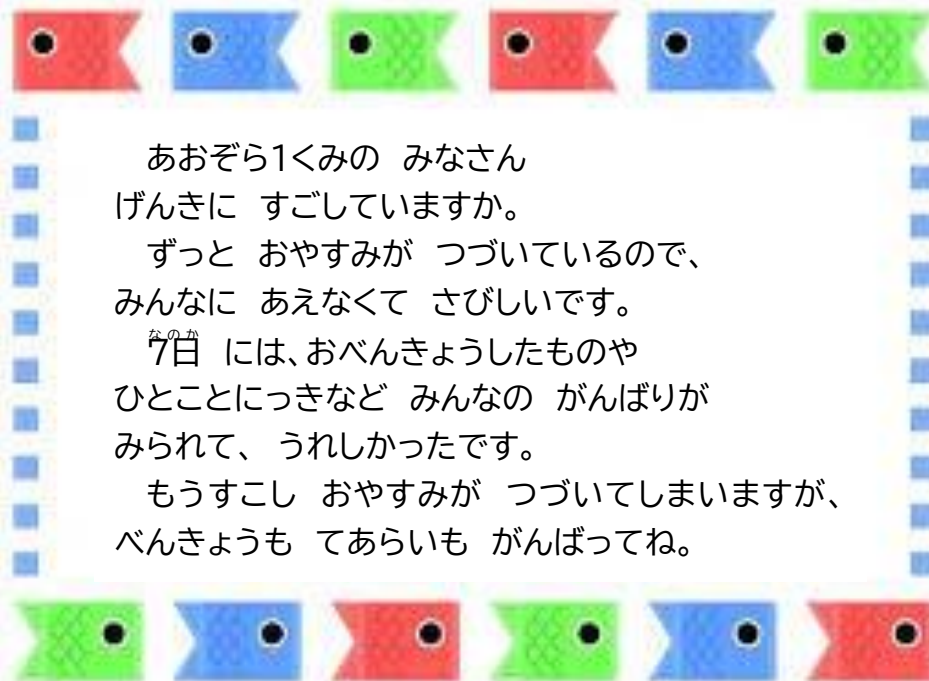 あおぞら1くみの　みなさん
げんきに　すごしていますか。
ずっと　おやすみが　つづいているので、
みんなに　あえなくて　さびしいです。
なのか
7日　には、おべんきょうしたものや
ひとことにっきなど　みんなの　がんばりが
みられて、　うれしかったです。
もうすこし　おやすみが　つづいてしまいますが、
べんきょうも　てあらいも　がんばってね。